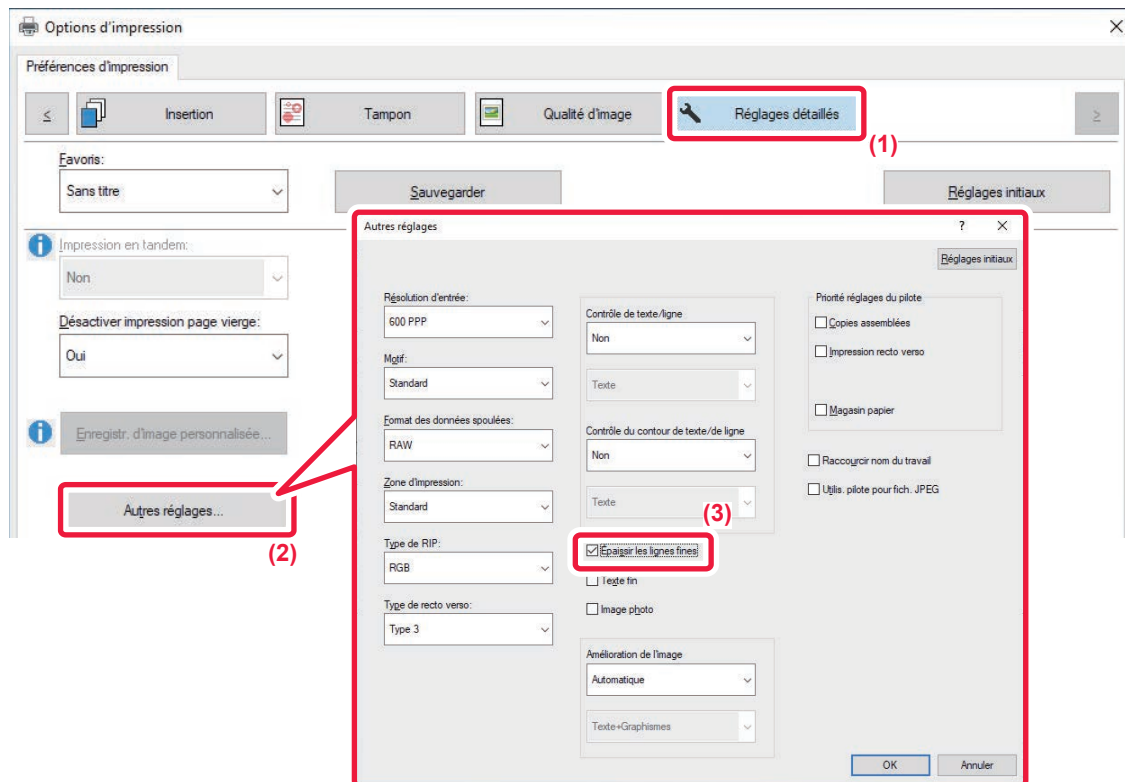 Options d'impression
Préférences d'impression
<
Insertion
Tampon
Qualité d'image
Réglages détaillés
>
(1)
Favoris:
Sans titre
Sauvegarder
Réglages initiaux
Impression en tandem:
Non
Désactiver impression page vierge:
Oui
Enregistr. d'image personnalisée...
Autres réglages...
(2)
Autres réglages
?
Réglages initiaux
Résolution d'entrée:
600 PPP
Motif:
Standard
Format des données spoulées:
RAW
Zone d'impression:
Standard
Type de RIP:
RGB
Type de recto verso:
Type 3
Contrôle de texte/ligne
Non
Texte
Contrôle du contour de texte/de ligne
Non
Texte
(3)
Épaissir les lignes fines
Texte fin
Image photo
Amélioration de l'image
Automatique
Texte+Graphismes
Priorité réglages du pilote
Copies assemblées
Impression recto verso
Magasin papier
Raccourcir nom du travail
Utilis. pilote pour fich. JPEG
OK
Annuler